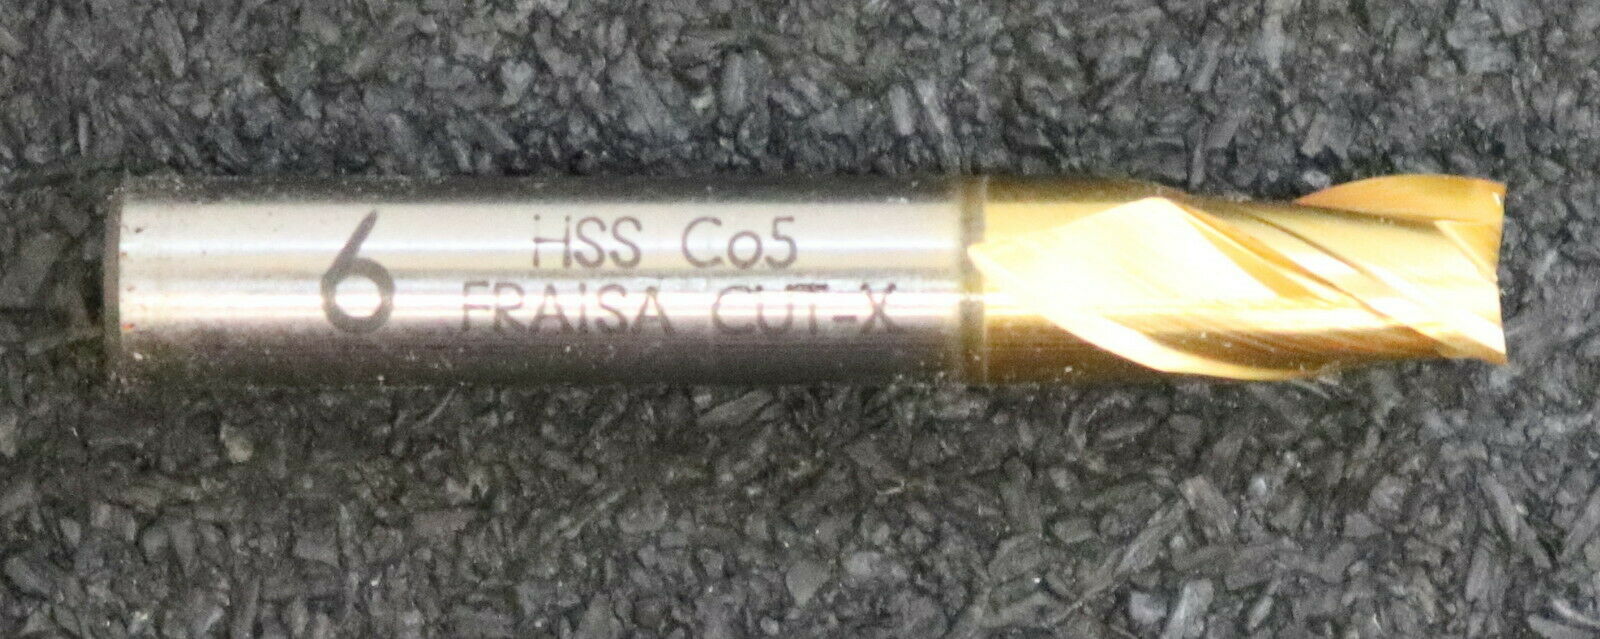 6
HSS Co5
FRAISA CUT-X